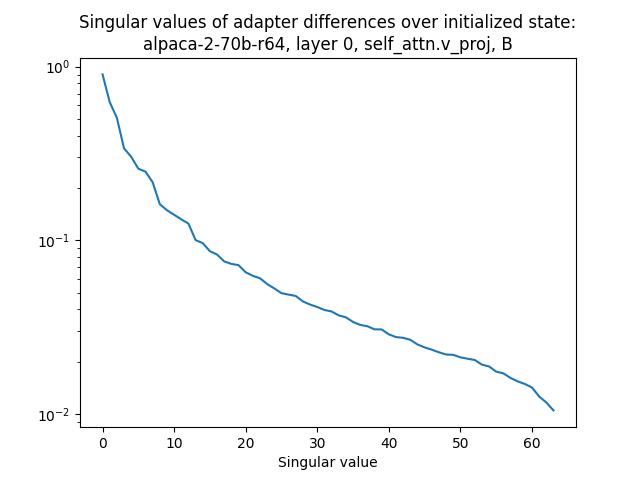 Singular values of adapter differences over initialized state:
alpaca-2-70b-r64, layer 0, self_attn.v_proj, B
10⁰
10⁻¹
10⁻²
0 10 20 30 40 50 60
Singular value